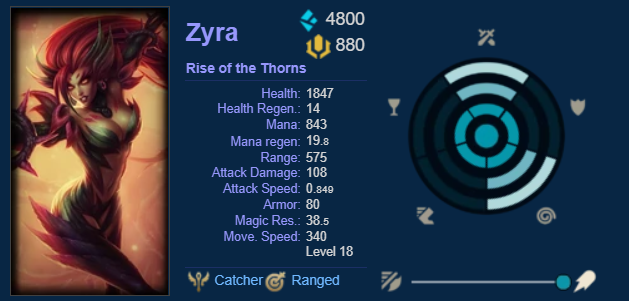 Zyra
4800
880
Rise of the Thorns
Health: 1847
Health Regen.: 14
Mana: 843
Mana regen: 19.8
Range: 575
Attack Damage: 108
Attack Speed: 0.849
Armor: 80
Magic Res.: 38.5
Move. Speed: 340
Level 18
Catcher Ranged